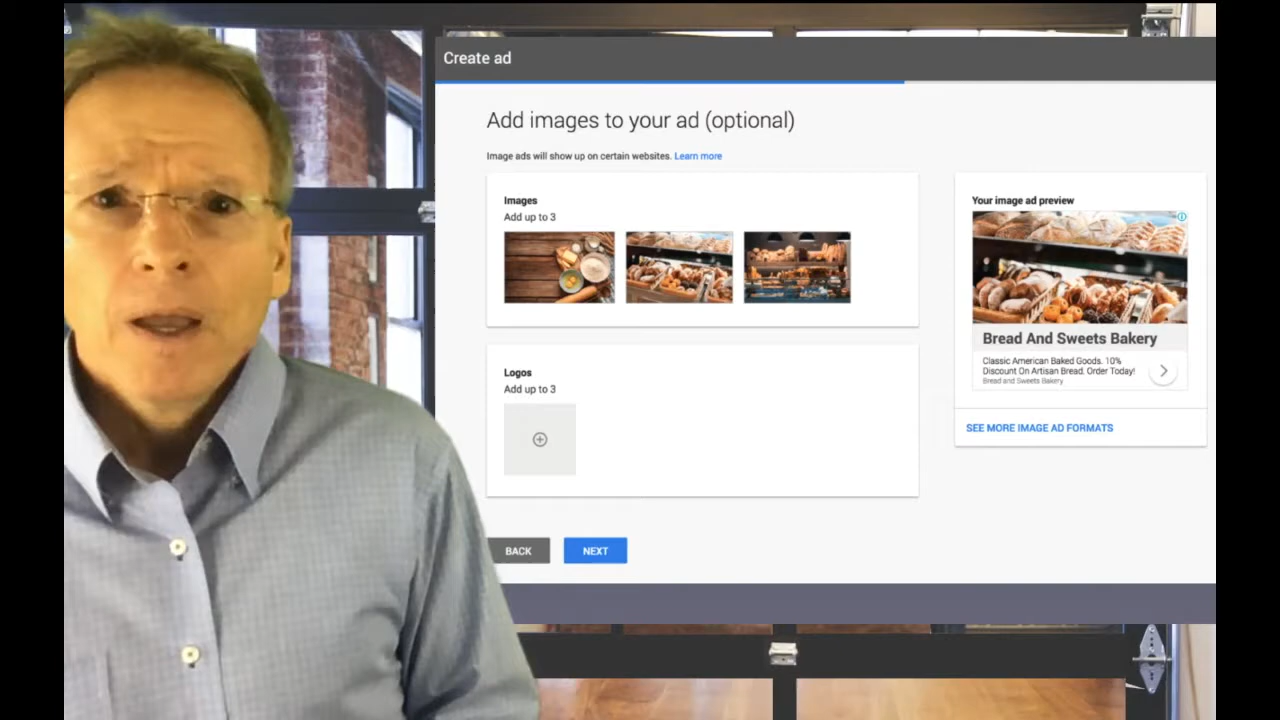 Create ad
Add images to your ad (optional)
Image ads will show up on certain websites. Learn more
Images
Add up to 3
Logos
Add up to 3
BACK
NEXT
Your image ad preview
Bread And Sweets Bakery
Classic American Baked Goods. 10%
Discount On Artisan Bread. Order Today!
Bread and Sweets Bakery
SEE MORE IMAGE AD FORMATS